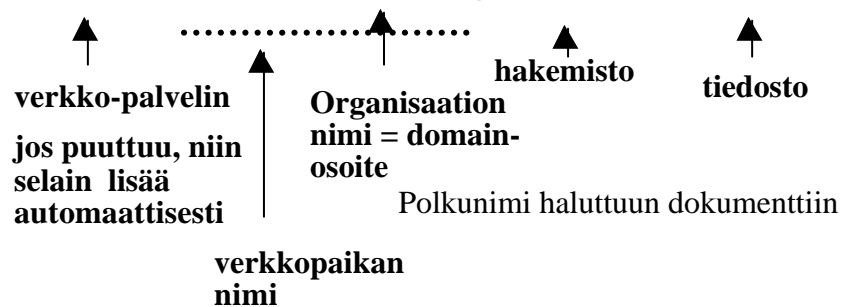 verkko-palvelin
jos puuttuu, niin
selain lisää
automaattisesti
verkkopaikan
nimi
Organisaation
nimi = domain-
osoite
hakemisto
tiedosto
Polkunimi haluttuun dokumenttiin